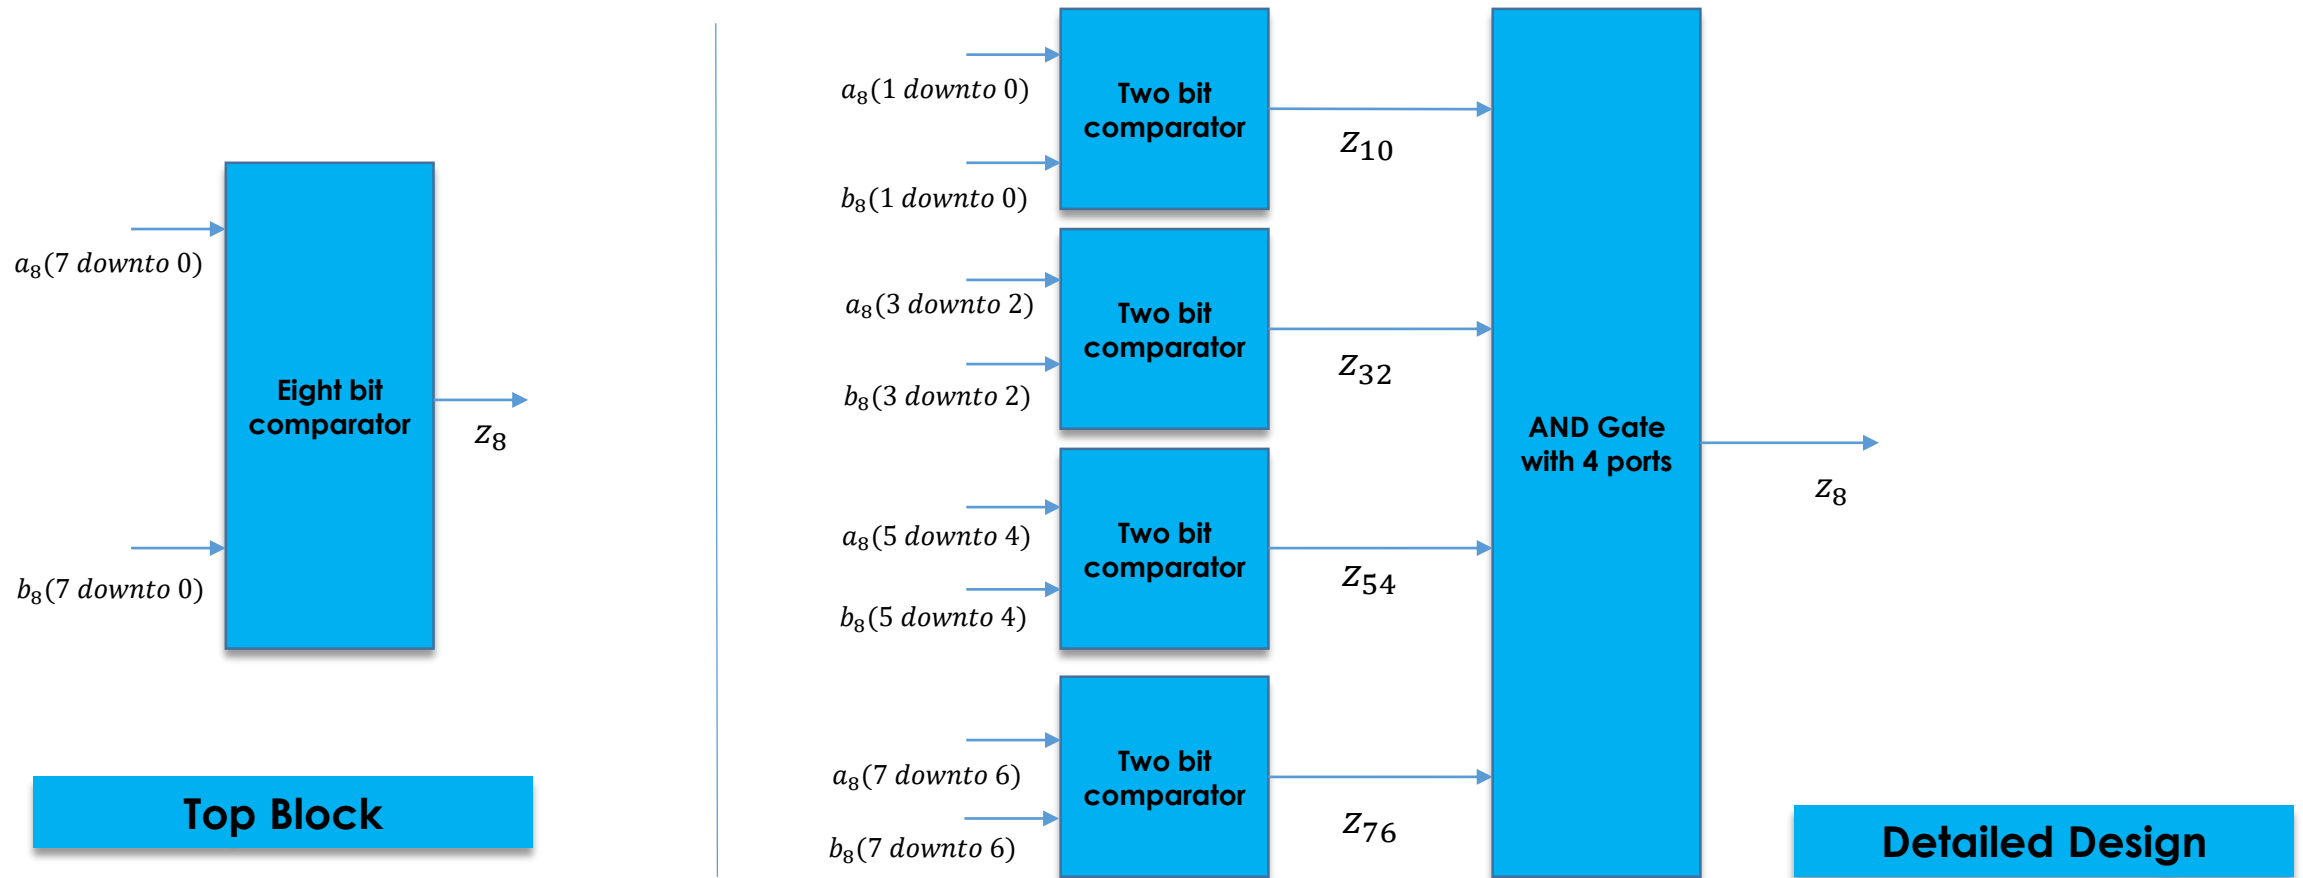 a₈(7 downto 0)
b₈(7 downto 0)
Eight bit
comparator
z₈
Top Block
a₈(1 downto 0)
b₈(1 downto 0)
Two bit
comparator
z₁₀
a₈(3 downto 2)
b₈(3 downto 2)
Two bit
comparator
z₃₂
a₈(5 downto 4)
b₈(5 downto 4)
Two bit
comparator
z₅₄
a₈(7 downto 6)
b₈(7 downto 6)
Two bit
comparator
z₇₆
AND Gate
with 4 ports
z₈
Detailed Design